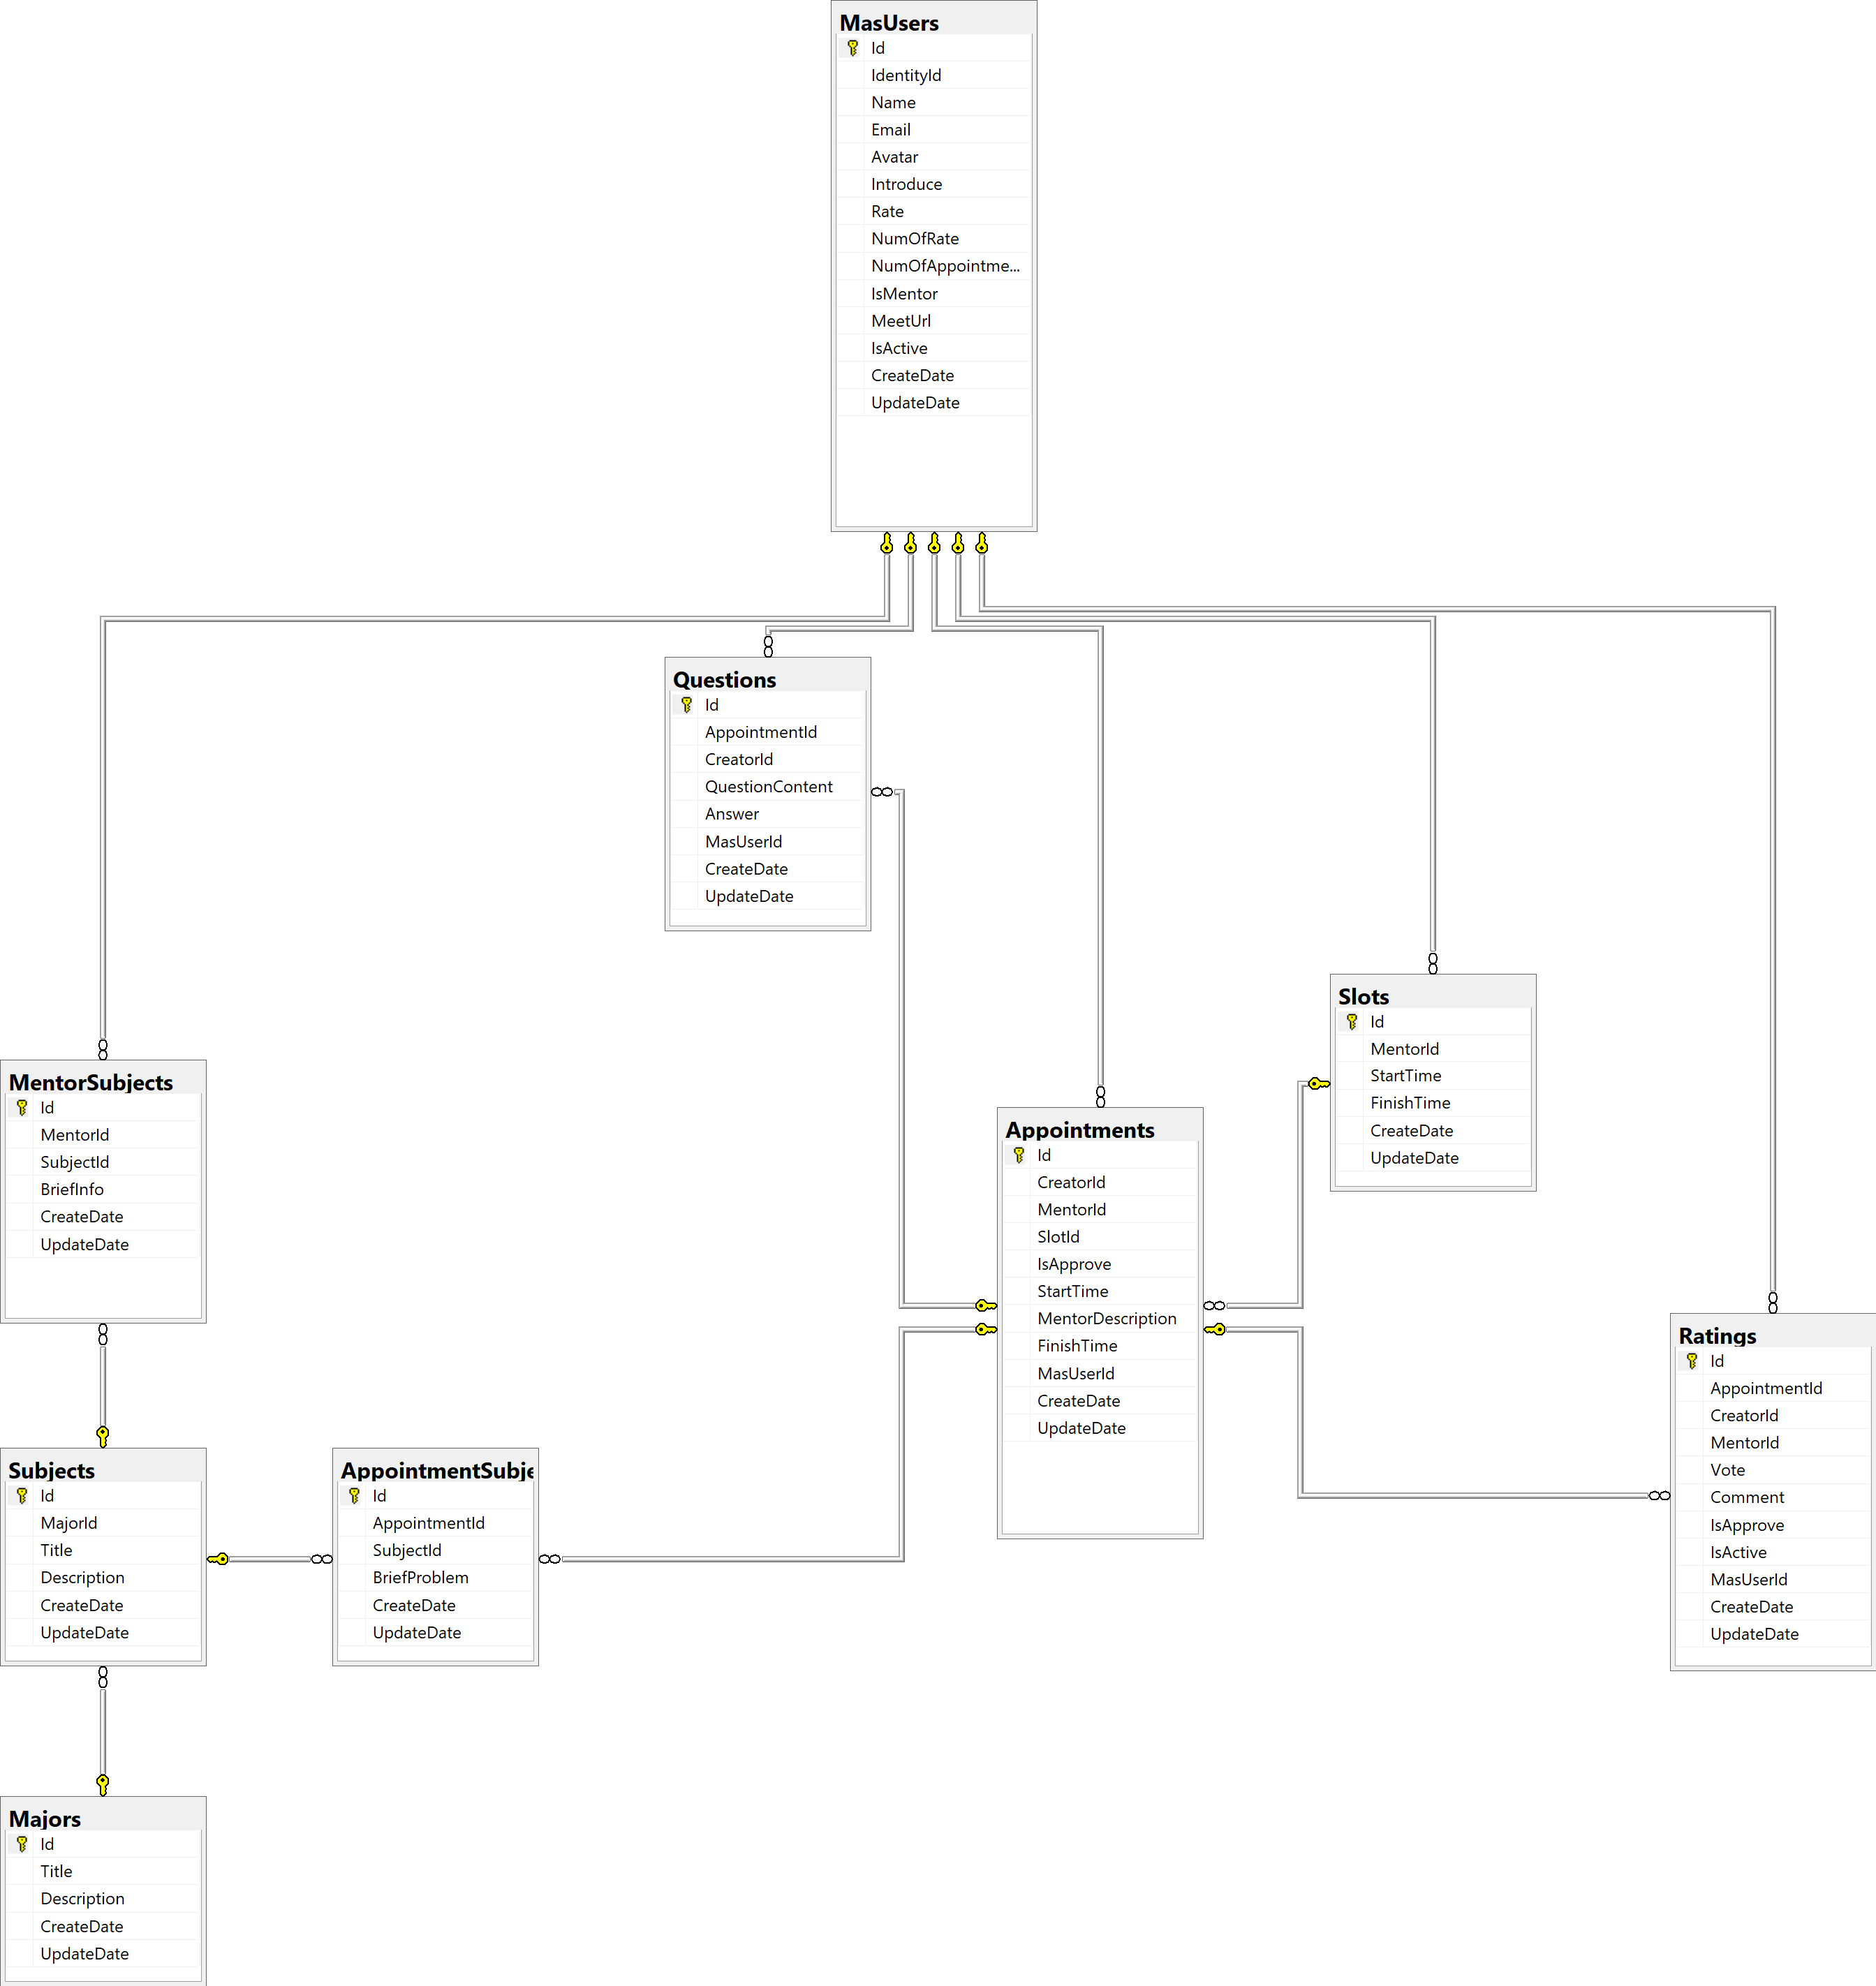 MasUsers
Id
IdentityId
Name
Email
Avatar
Introduce
Rate
NumOfRate
NumOfAppointme...
IsMentor
MeetUrl
IsActive
CreateDate
UpdateDate
Questions
Id
AppointmentId
CreatorId
QuestionContent
Answer
MasUserId
CreateDate
UpdateDate
Slots
Id
MentorId
StartTime
FinishTime
CreateDate
UpdateDate
MentorSubjects
Id
MentorId
SubjectId
BriefInfo
CreateDate
UpdateDate
Appointments
Id
CreatorId
MentorId
SlotId
IsApprove
StartTime
MentorDescription
FinishTime
MasUserId
CreateDate
UpdateDate
Ratings
Id
AppointmentId
CreatorId
MentorId
Vote
Comment
IsApprove
IsActive
MasUserId
CreateDate
UpdateDate
Subjects
Id
MajorId
Title
Description
CreateDate
UpdateDate
AppointmentSubje
Id
AppointmentId
SubjectId
BriefProblem
CreateDate
UpdateDate
Majors
Id
Title
Description
CreateDate
UpdateDate